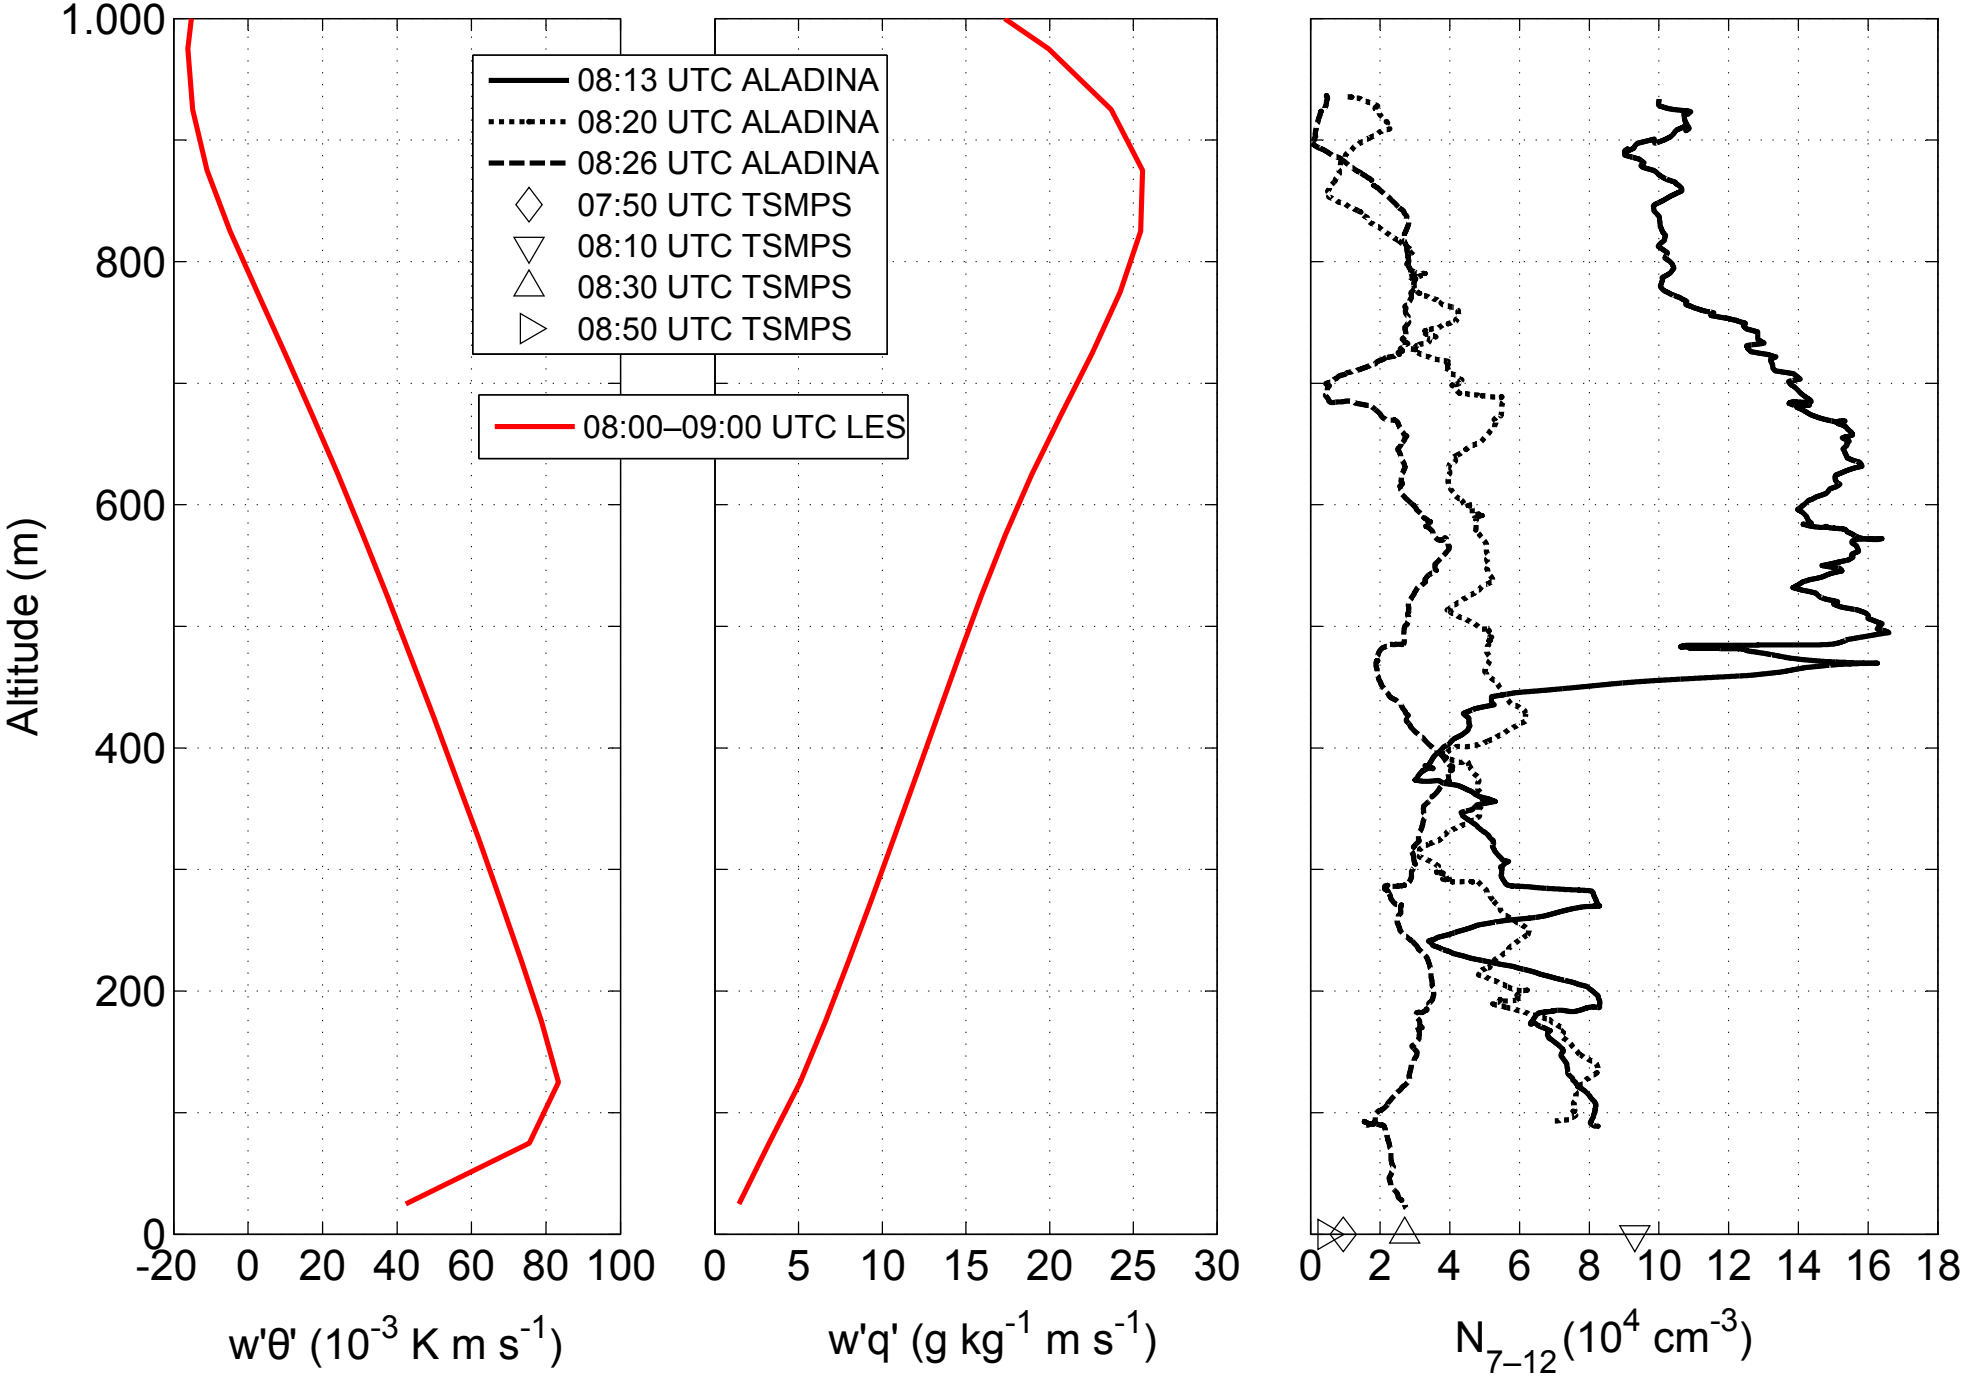 1.000
800
600
400
200
0
Altitude (m)
08:13 UTC ALADINA
08:20 UTC ALADINA
08:26 UTC ALADINA
07:50 UTC TSMPS
08:10 UTC TSMPS
08:30 UTC TSMPS
08:50 UTC TSMPS
08:00–09:00 UTC LES
-20 0 20 40 60 80 100
0 5 10 15 20 25 30
0 2 4 6 8 10 12 14 16 18
w'θ' (10⁻³ K m s⁻¹)
w'q' (g kg⁻¹ m s⁻¹)
N₇₋₁₂ (10⁴ cm⁻³)